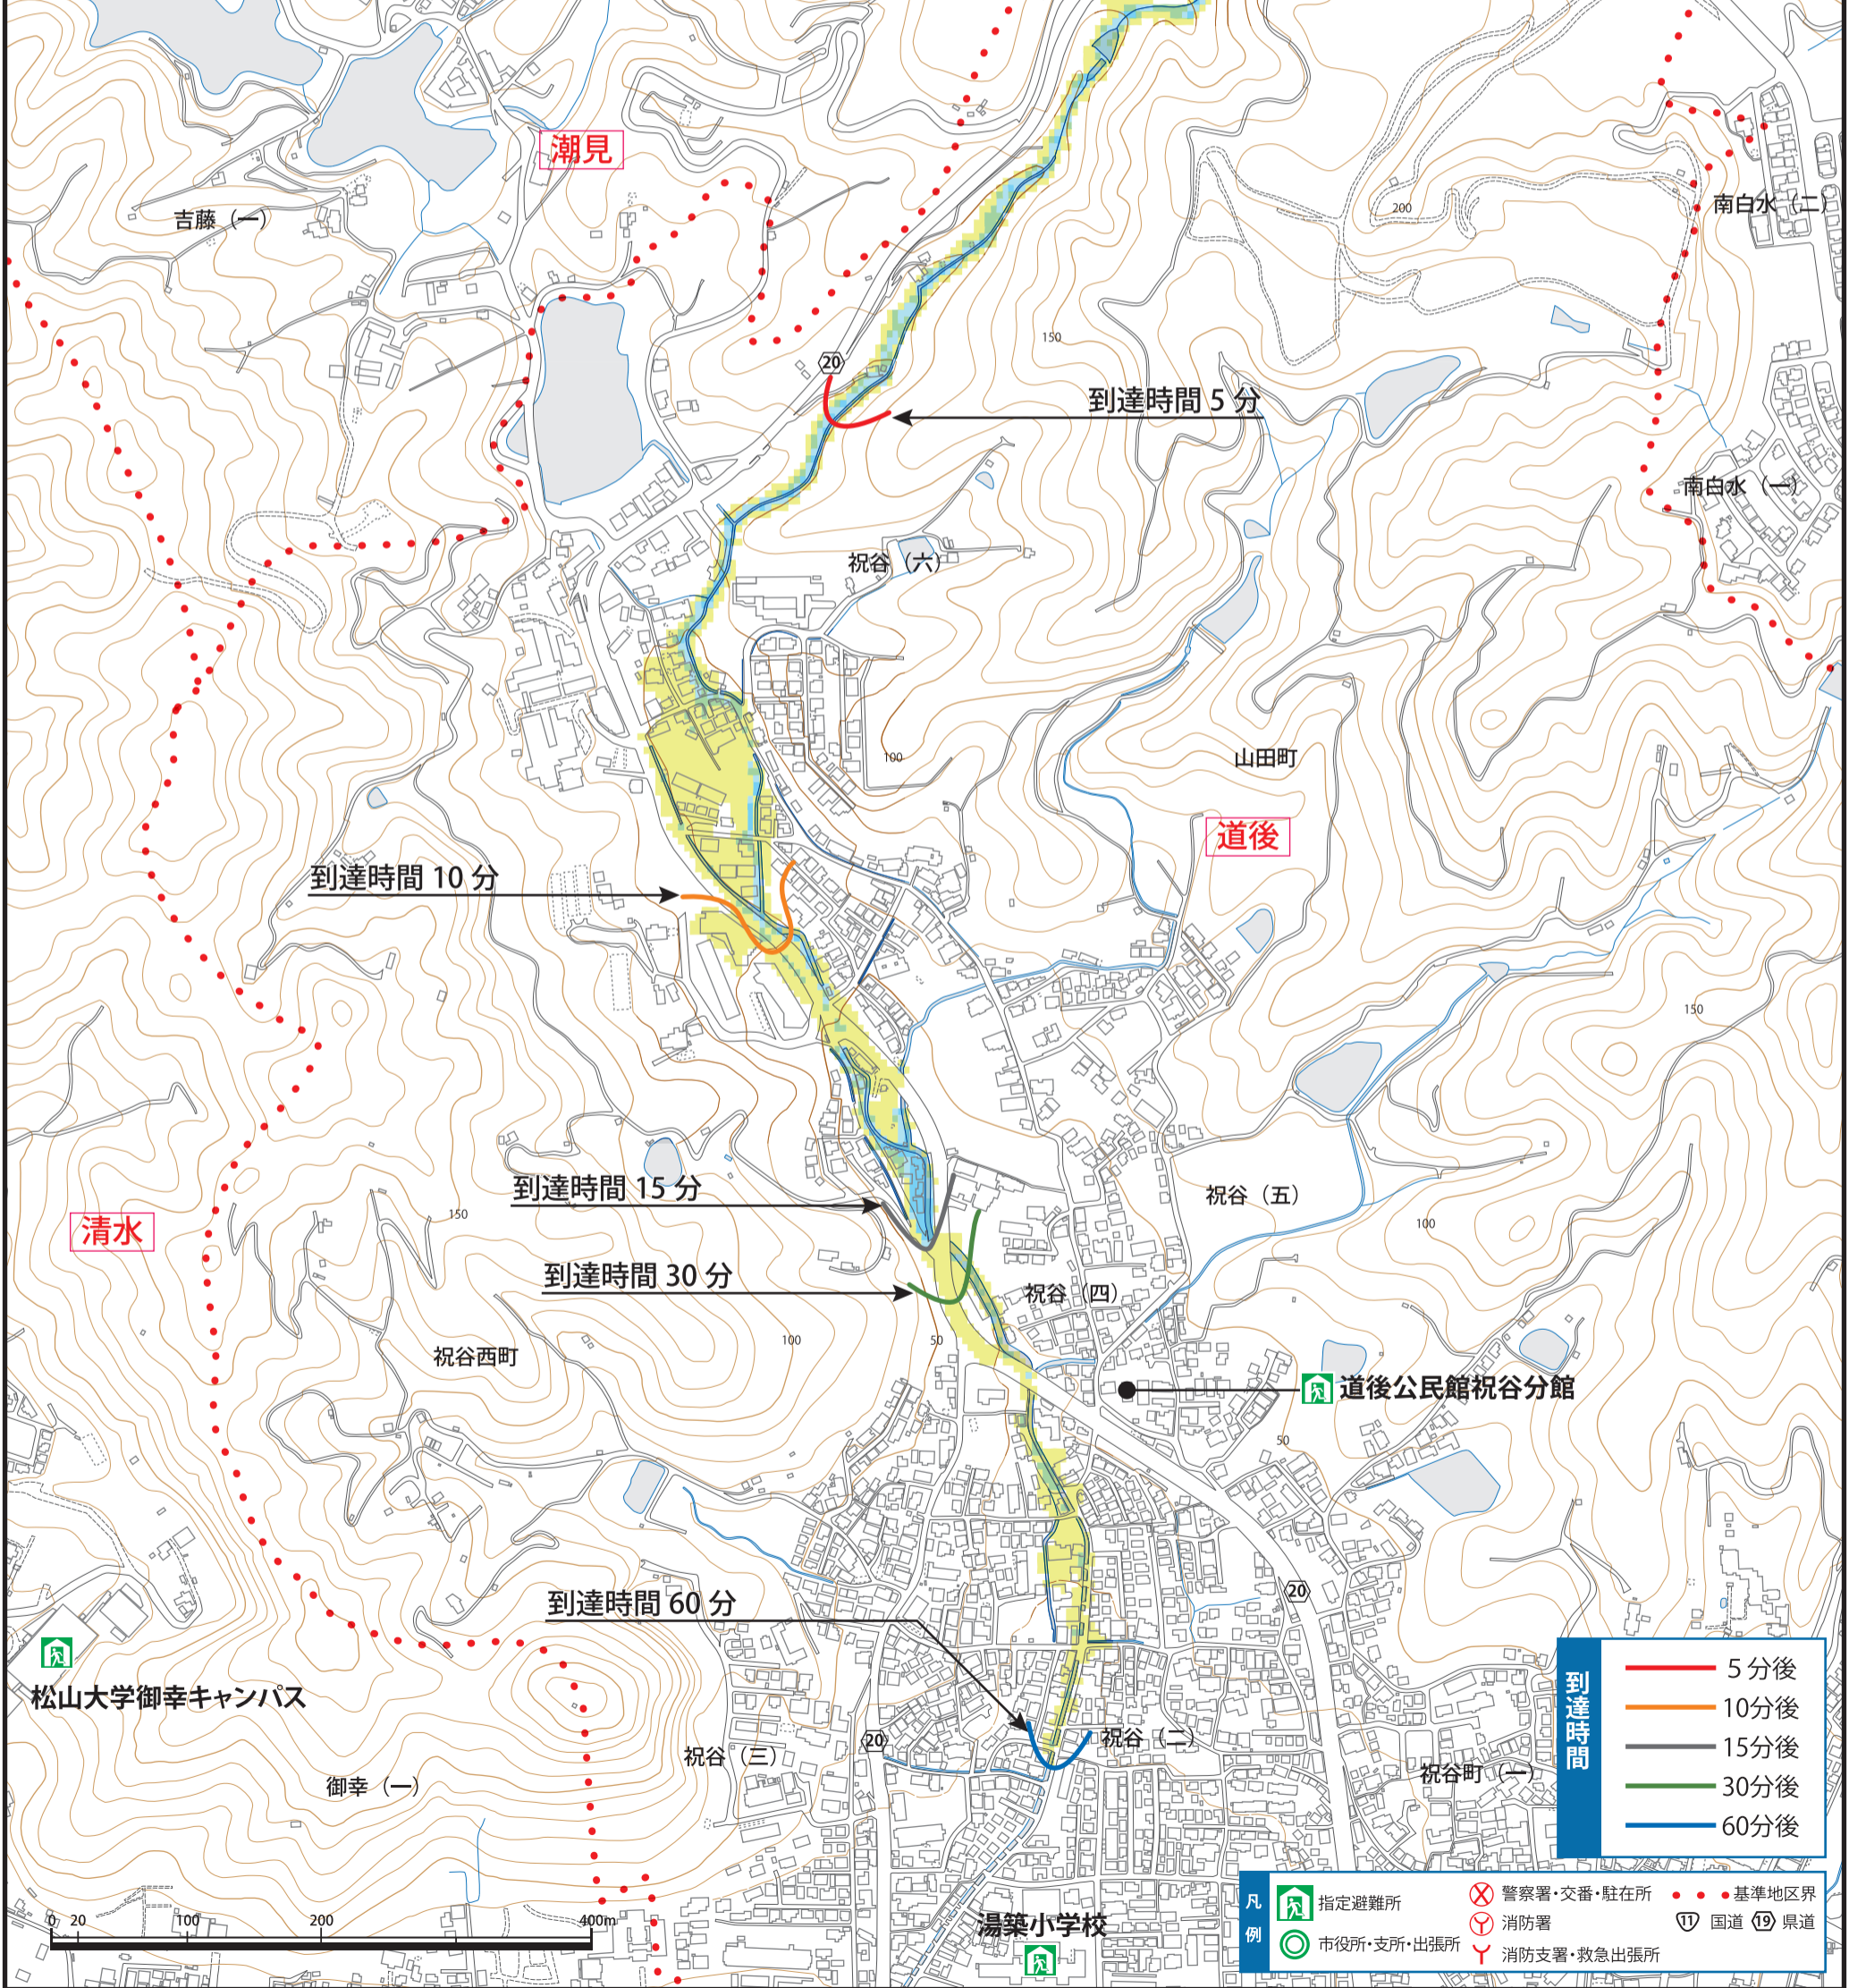 潮見
吉藤（一）
200
南白水（二）
150
20
到達時間 5 分
南白水（一）
祝谷（六）
100
山田町
道後
到達時間 10 分
150
到達時間 15 分
祝谷（五）
150
100
清水
到達時間 30 分
祝谷（四）
100
50
祝谷西町
道後公民館祝谷分館
50
20
到達時間 60 分
松山大学御幸キャンパス
20
祝谷（二）
祝谷（三）
祝谷町（一）
御幸（一）
到達時間
5 分後
10分後
15分後
30分後
60分後
0 20 100 200 400m
湯築小学校
凡例
指定避難所
市役所・支所・出張所
警察署・交番・駐在所
消防署
消防支署・救急出張所
基準地区界
11 国道 19 県道